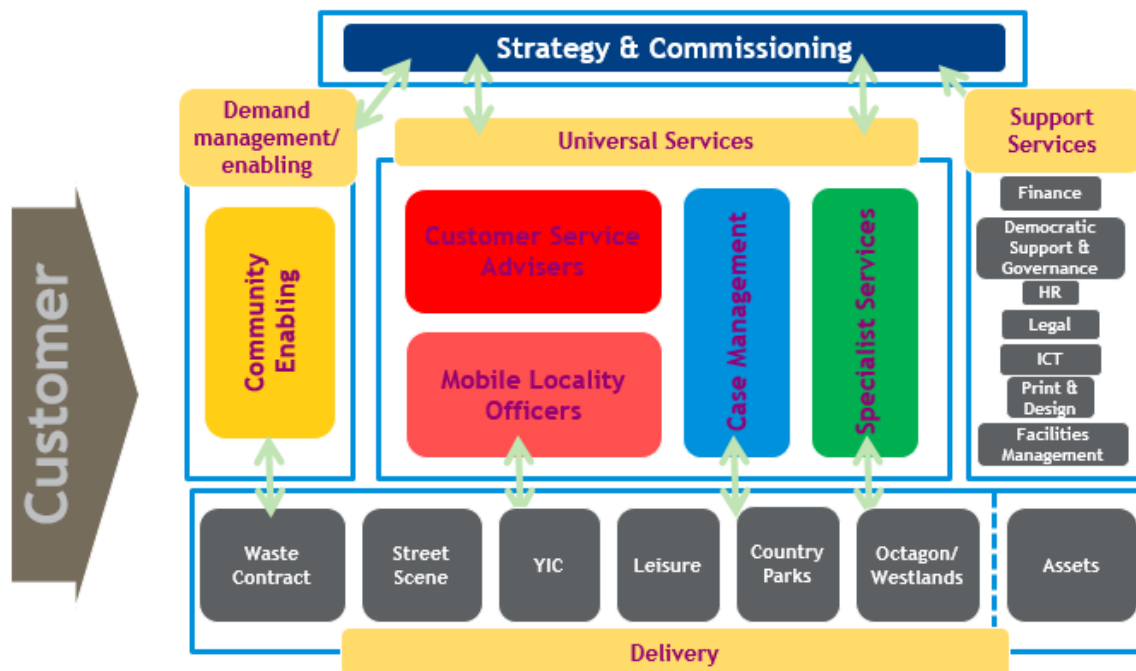 Strategy & Commissioning
Demand
management/
enabling
Universal Services
Support
Services
Customer
Community
Enabling
Customer Service
Advisers
Mobile Locality
Officers
Case Management
Specialist Services
Finance
Democratic
Support &
Governance
HR
Legal
ICT
Print &
Design
Facilities
Management
Waste
Contract
Street
Scene
YIC
Leisure
Country
Parks
Octagon/
Westlands
Assets
Delivery